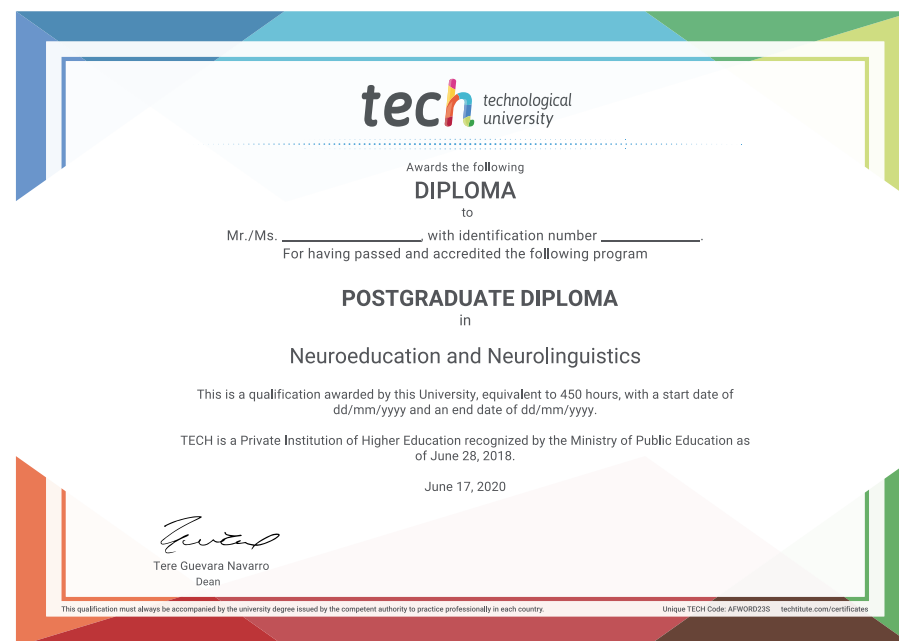 tech technological
university
Awards the following
DIPLOMA
to
Mr./Ms. ____________________, with identification number ______________.
For having passed and accredited the following program
POSTGRADUATE DIPLOMA
in
Neuroeducation and Neurolinguistics
This is a qualification awarded by this University, equivalent to 450 hours, with a start date of
dd/mm/yyyy and an end date of dd/mm/yyyy.
TECH is a Private Institution of Higher Education recognized by the Ministry of Public Education as
of June 28, 2018.
June 17, 2020
Tere Guevara Navarro
Dean
This qualification must always be accompanied by the university degree issued by the competent authority to practice professionally in each country. Unique TECH Code: AFWORD23S techtitute.com/certificates